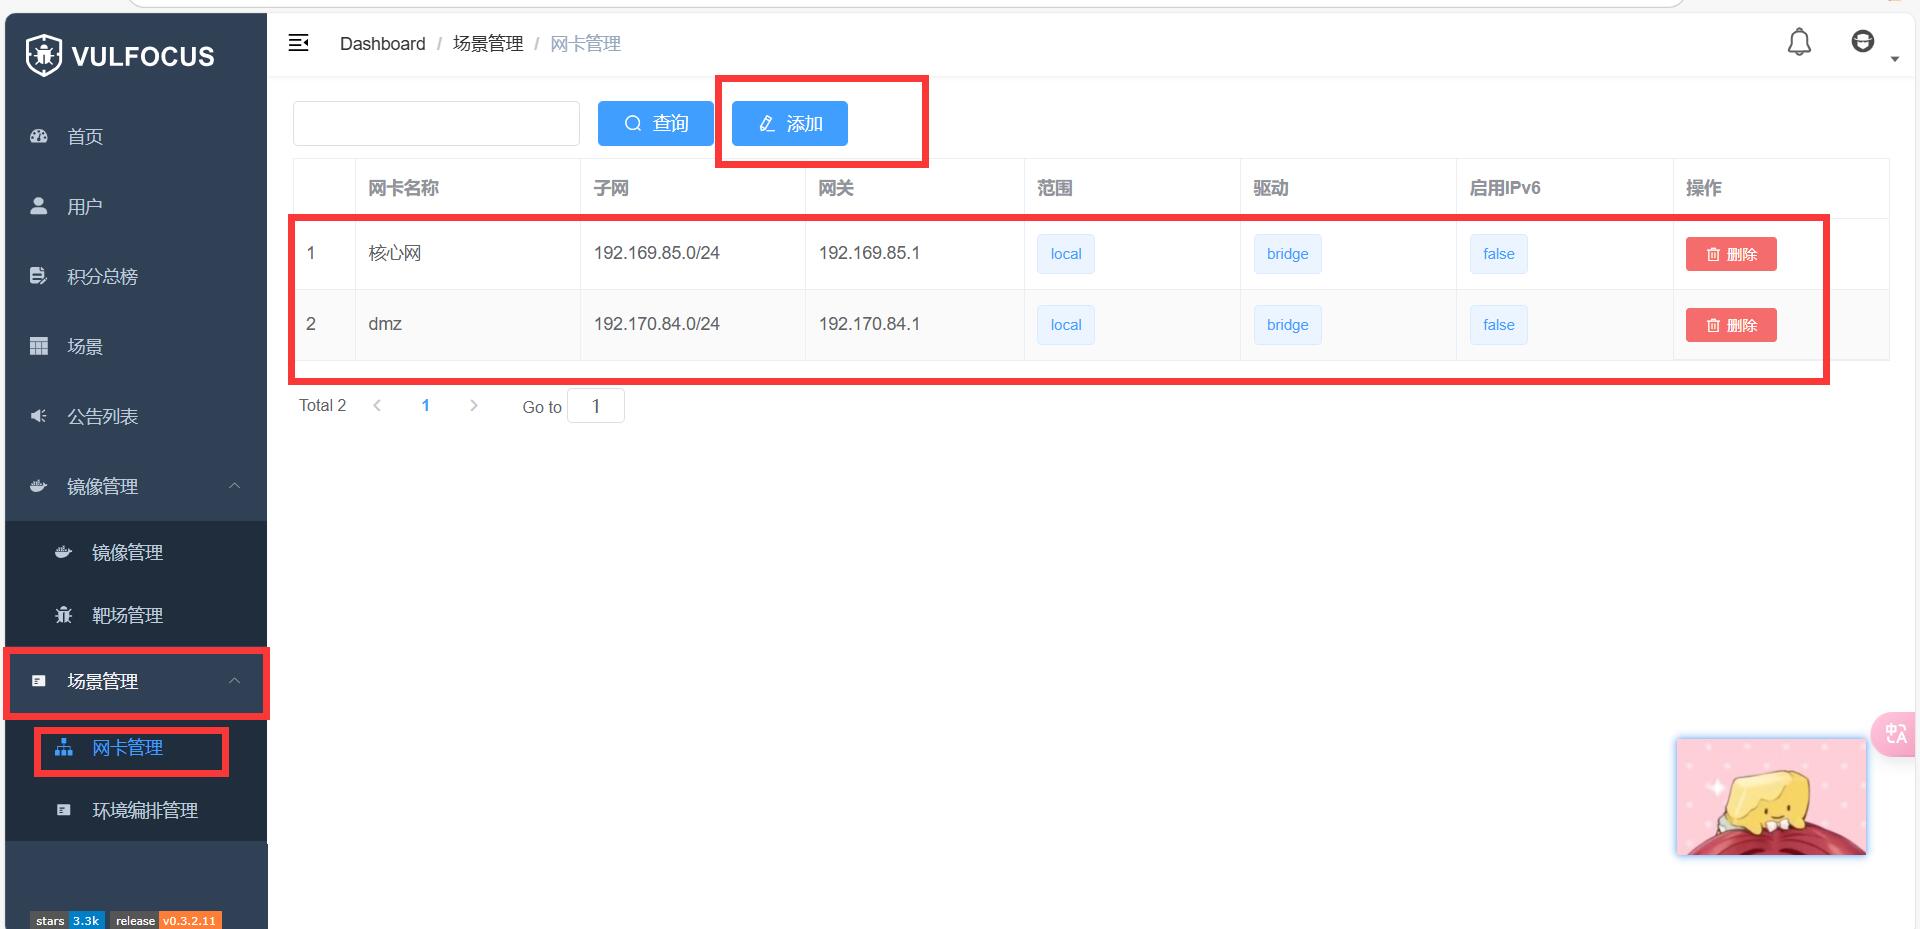 VULFOCUS
Dashboard / 场景管理 / 网卡管理
首页
用户
积分总榜
场景
公告列表
镜像管理
镜像管理
靶场管理
场景管理
网卡管理
环境编排管理
stars 3.3k release v0.3.2.11
查询 添加
网卡名称 子网 网关 范围 驱动 启用IPv6 操作
1 核心网 192.169.85.0/24 192.169.85.1 local bridge false 删除
2 dmz 192.170.84.0/24 192.170.84.1 local bridge false 删除
Total 2 1 Go to 1
中A